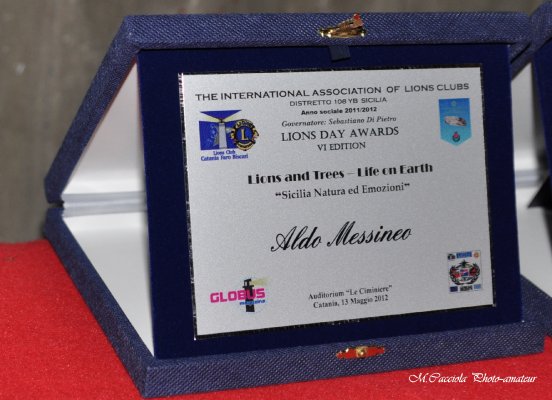 THE INTERNATIONAL ASSOCIATION OF LIONS CLUBS
DISTRETTO 108 YB SICILIA
Anno sociale 2011/2012
Governatore: Sebastiano Di Pietro
LIONS DAY AWARDS
VI EDITION
Lions Club
Catania Faro Biscari
Lions and Trees – Life on Earth
"Sicilia Natura ed Emozioni"
Aldo Messineo
GLOBUS
Auditorium "Le Ciminiere"
Catania, 13 Maggio 2012
M.Cacciola Photo-amateur